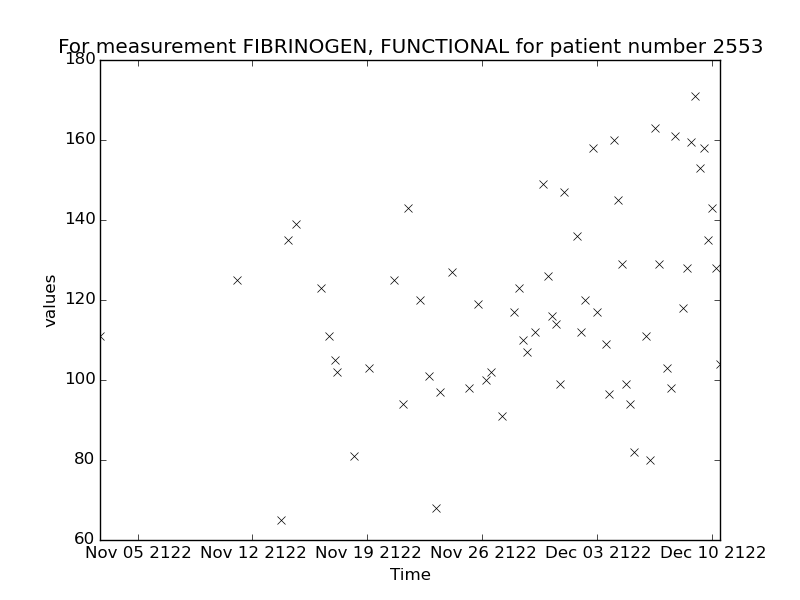 For measurement FIBRINOGEN, FUNCTIONAL for patient number 2553
180
160
140
120
100
80
60
values
Nov 05 2122 Nov 12 2122 Nov 19 2122 Nov 26 2122 Dec 03 2122 Dec 10 2122
Time